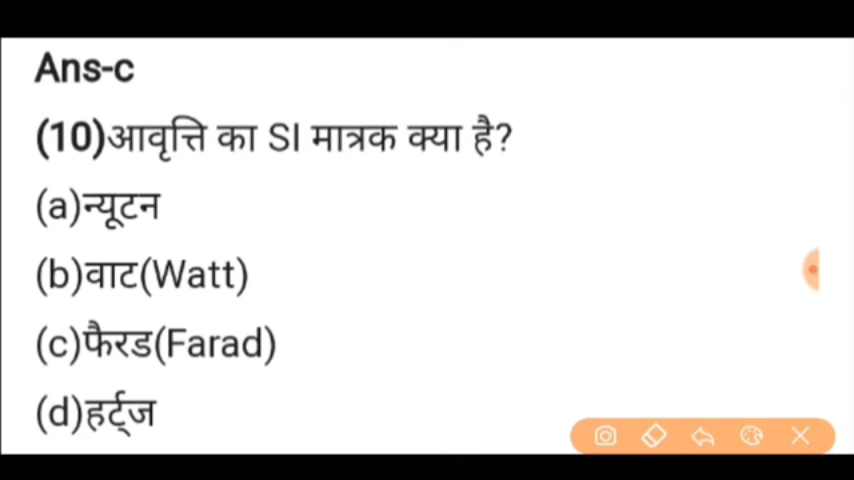 Ans-c
(10)आवृत्ति का SI मात्रक क्या है?
(a)न्यूटन
(b)वाट(Watt)
(c)फैरड(Farad)
(d)हर्ट्ज